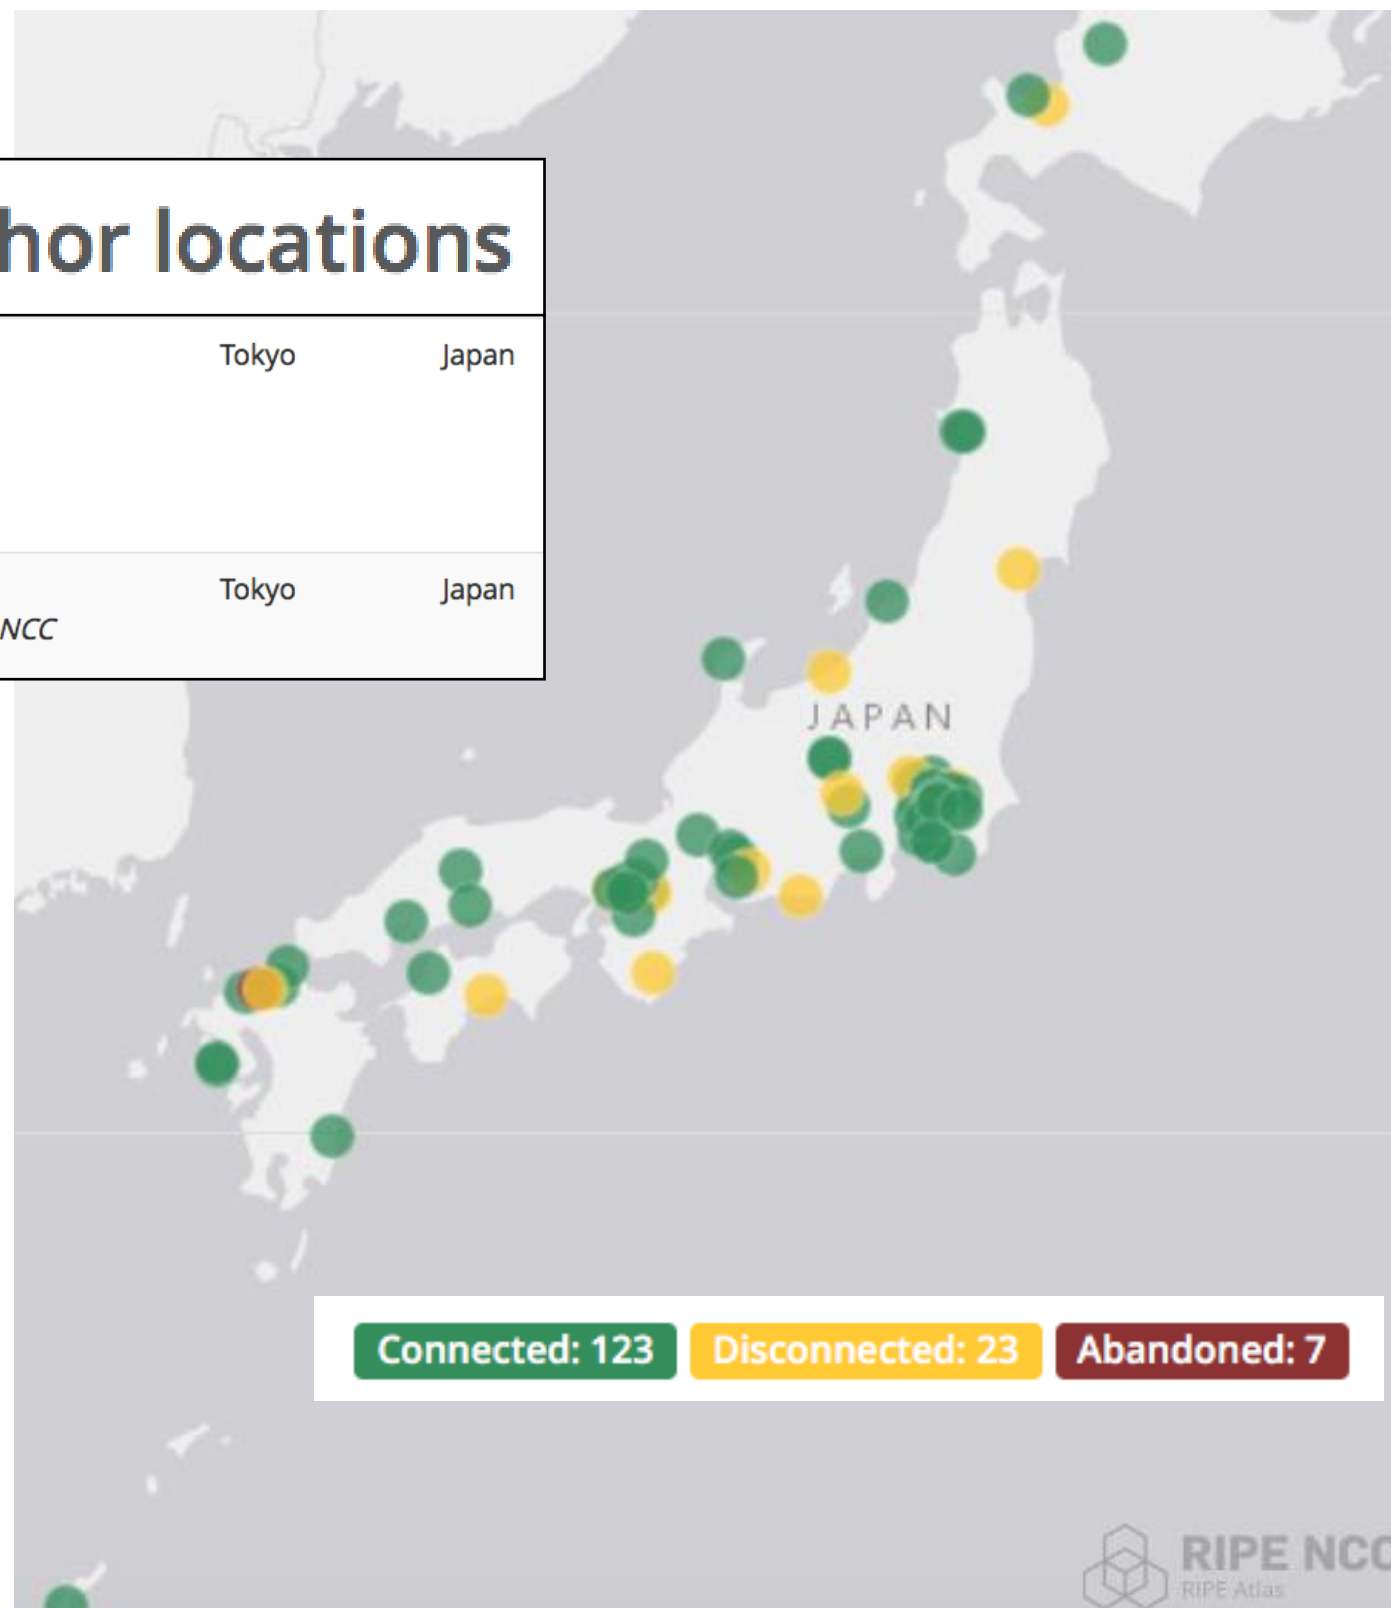 hor locations
Tokyo Japan
Tokyo Japan
NCC
JAPAN
Connected: 123 Disconnected: 23 Abandoned: 7
RIPE NCC
RIPE Atlas